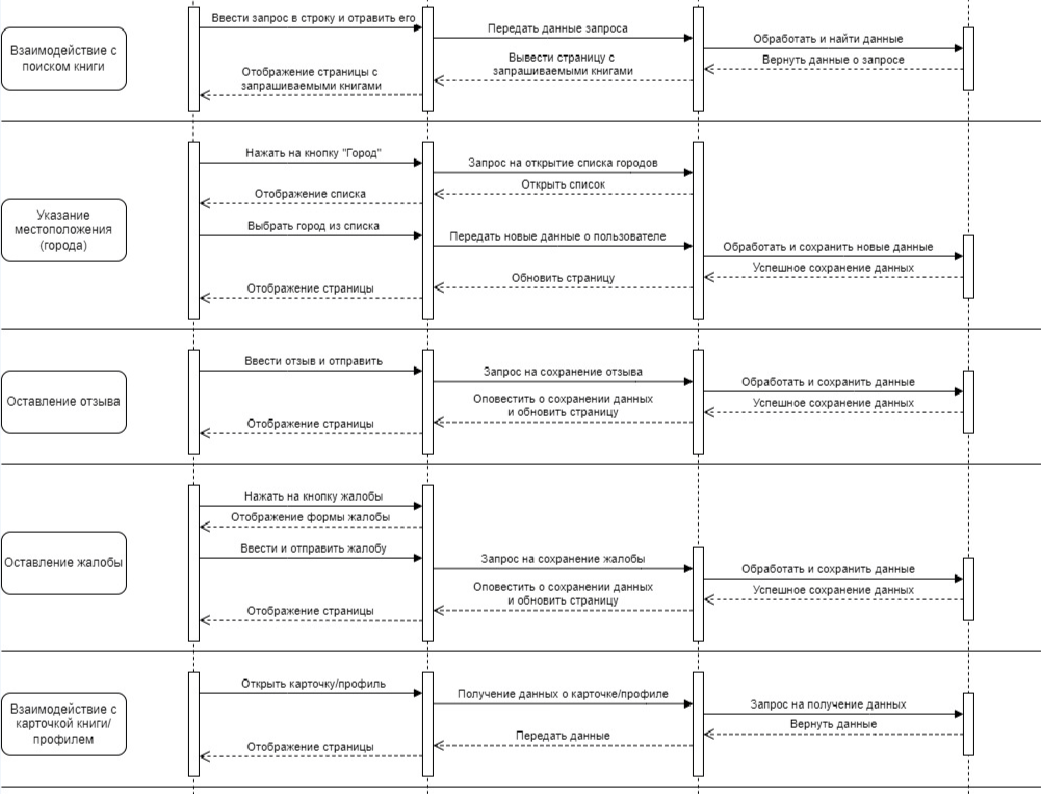 Ввести запрос в строку и отравить его
Передать данные запроса
Обработать и найти данные
Взаимодействие с
поиском книги
Вывести страницу с
запрашиваемыми книгами
Вернуть данные о запросе
Отображение страницы с
запрашиваемыми книгами
Нажать на кнопку "Город"
Запрос на открытие списка городов
Открыть список
Отображение списка
Указание
местоположения
(города)
Выбрать город из списка
Передать новые данные о пользователе
Обработать и сохранить новые данные
Успешное сохранение данных
Обновить страницу
Отображение страницы
Ввести отзыв и отправить
Запрос на сохранение отзыва
Обработать и сохранить данные
Оставление отзыва
Оповестить о сохранении данных
и обновить страницу
Успешное сохранение данных
Отображение страницы
Нажать на кнопку жалобы
Отображение формы жалобы
Ввести и отправить жалобу
Оставление жалобы
Запрос на сохранение жалобы
Обработать и сохранить данные
Оповестить о сохранении данных
и обновить страницу
Успешное сохранение данных
Отображение страницы
Открыть карточку/профиль
Получение данных о карточке/профиле
Запрос на получение данных
Взаимодействие с
карточкой книги/
профилем
Вернуть данные
Передать данные
Отображение страницы